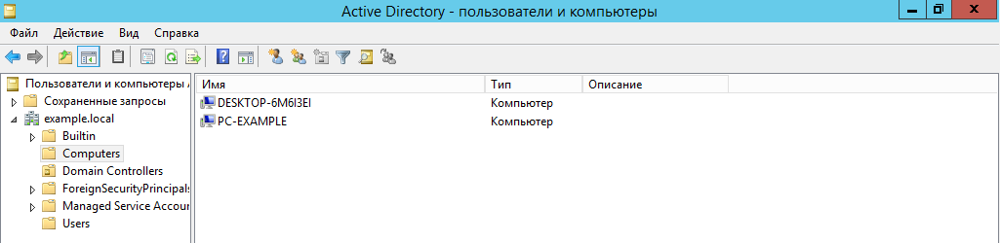 Active Directory - пользователи и компьютеры
Файл Действие Вид Справка
Пользователи и компьютеры
Сохраненные запросы
example.local
Builtin
Computers
Domain Controllers
ForeignSecurityPrincipals
Managed Service Accour
Users
Имя Тип Описание
DESKTOP-6M6I3EI Компьютер
PC-EXAMPLE Компьютер